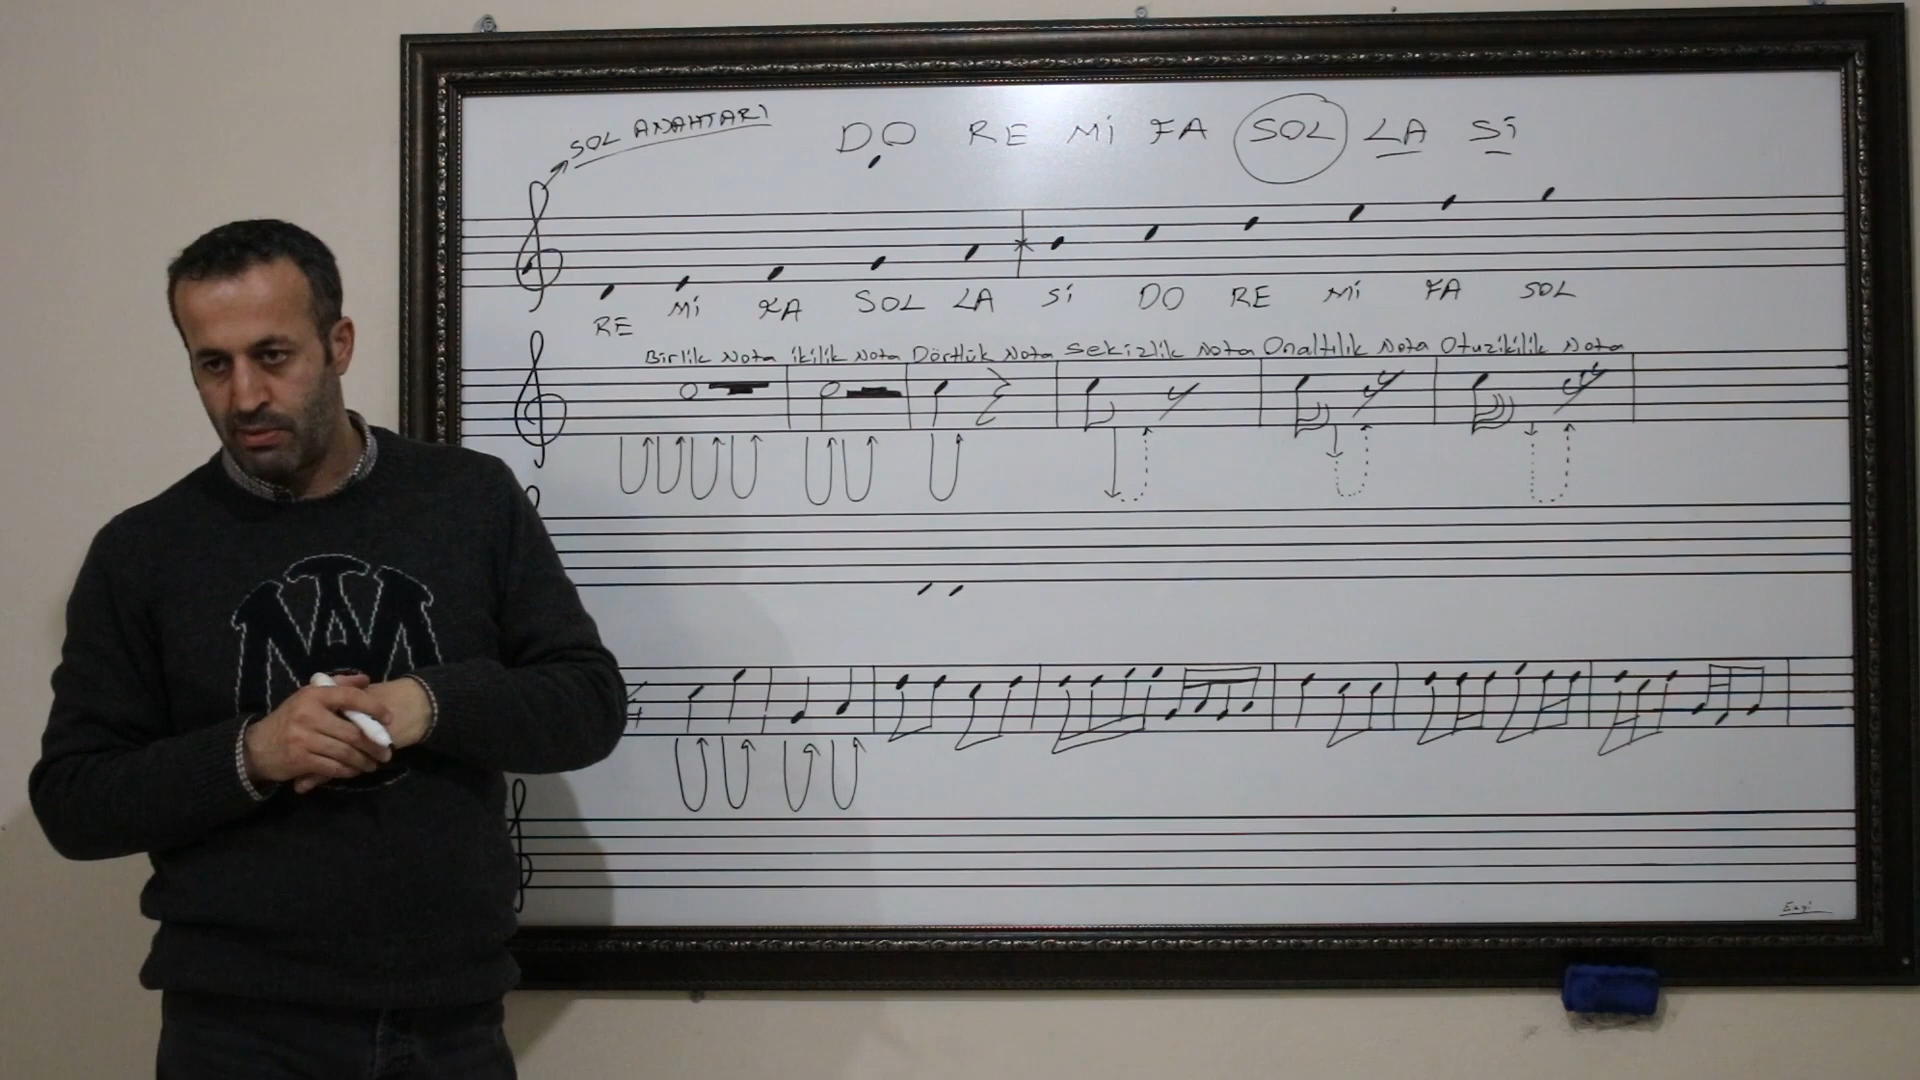 SOL ANAHTARI
DO RE Mİ FA SOL LA Sİ
RE Mİ FA SOL LA Sİ DO RE Mİ FA SOL
Birlik Nota İkilik Nota Dörtlük Nota Sekizlik Nota Onaltılık Nota Otuzikilik Nota